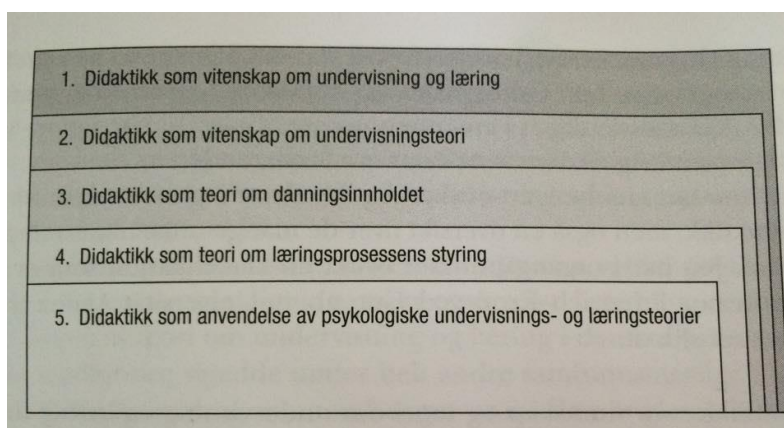 1. Didaktikk som vitenskap om undervisning og læring
2. Didaktikk som vitenskap om undervisningsteori
3. Didaktikk som teori om danningsinnholdet
4. Didaktikk som teori om læringsprosessens styring
5. Didaktikk som anvendelse av psykologiske undervisnings- og læringsteorier